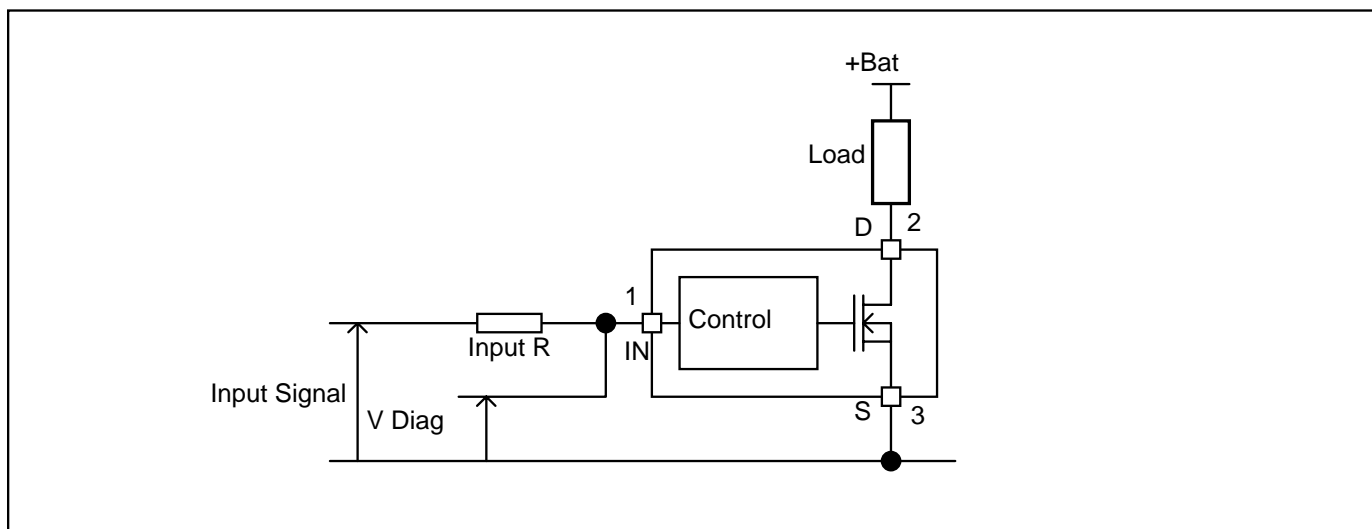 +Bat
Load
D 2
1
Control
Input R
IN
Input Signal
V Diag
S 3